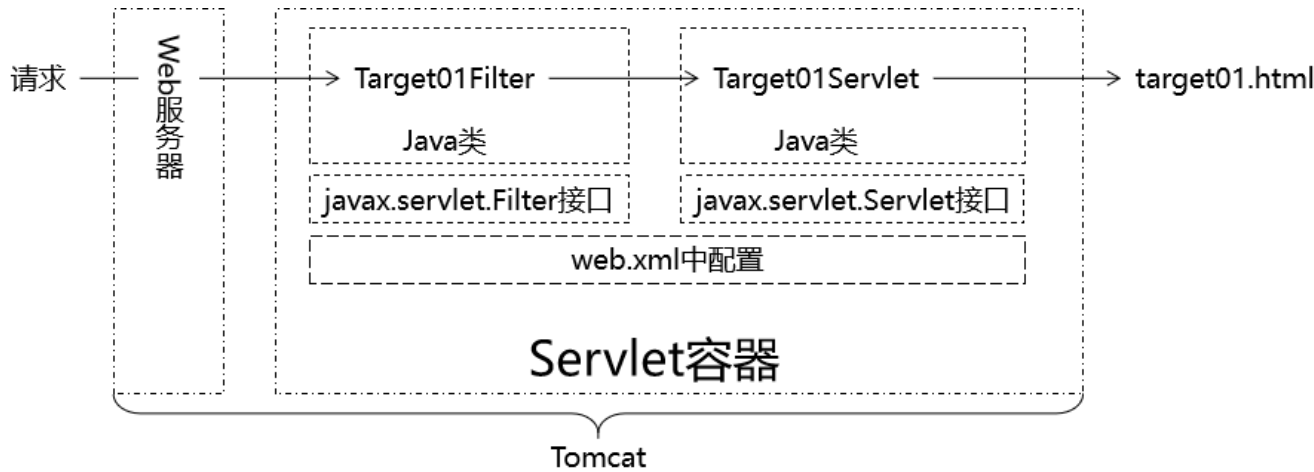 请求
Web服务器
Target01Filter
Java类
javax.servlet.Filter接口
Target01Servlet
Java类
javax.servlet.Servlet接口
target01.html
web.xml中配置
Servlet容器
Tomcat